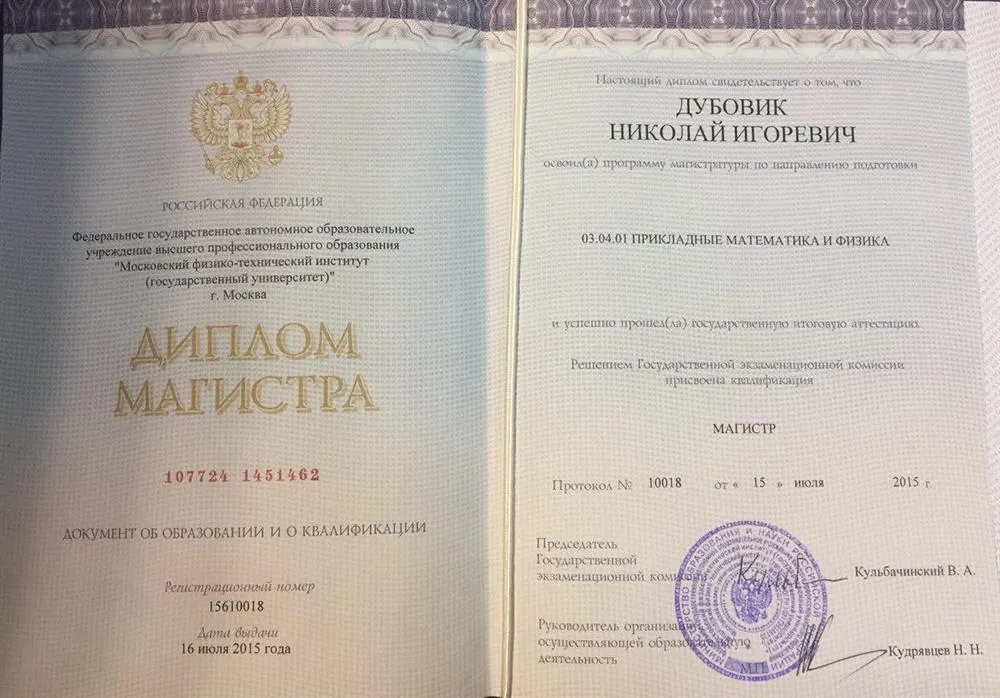 РОССИЙСКАЯ ФЕДЕРАЦИЯ
Федеральное государственное автономное образовательное
учреждение высшего профессионального образования
"Московский физико-технический институт
(государственный университет)"
г. Москва
ДИПЛОМ
МАГИСТРА
107724 1451462
ДОКУМЕНТ ОБ ОБРАЗОВАНИИ И О КВАЛИФИКАЦИИ
Регистрационный номер
15610018
Дата выдачи
16 июля 2015 года
Настоящий диплом свидетельствует о том, что
ДУБОВИК
НИКОЛАЙ ИГОРЕВИЧ
освоил(а) программу магистратуры по направлению подготовки
03.04.01 ПРИКЛАДНЫЕ МАТЕМАТИКА И ФИЗИКА
и успешно прошел(ла) государственную итоговую аттестацию.
Решением Государственной экзаменационной комиссии
присвоена квалификация
МАГИСТР
Протокол № 10018 от « 15 » июля 2015 г.
Председатель
Государственной
экзаменационной комиссии
Кульбачинский В. А.
Руководитель организации,
осуществляющей образовательную
деятельность
Кудрявцев Н. Н.
М.П.